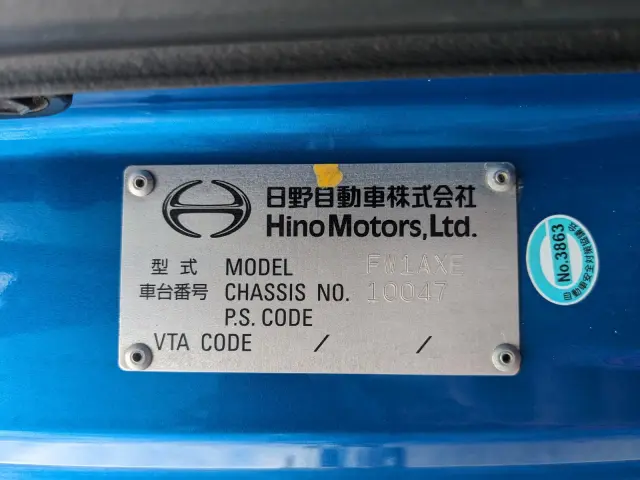 日野自動車株式会社
Hino Motors, Ltd.
型式 MODEL FW1AXE
車台番号 CHASSIS NO. 10047
P.S. CODE
VTA CODE / /
No.3863